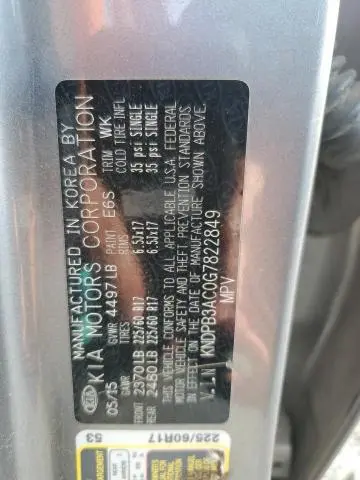 MANUFACTURED IN KOREA BY
KIA KIA MOTORS CORPORATION
05/15 GVWR 4497 LB PAINT E6S TRIM WK
GAWR TIRES RIMS COLD TIRE INFL
FRONT 2370 LB 225/60 R17 6.5Jx17 35 psi SINGLE
REAR 2480 LB 225/60 R17 6.5Jx17 35 psi SINGLE
THIS VEHICLE CONFORMS TO ALL APPLICABLE U.S.A. FEDERAL
MOTOR VEHICLE SAFETY AND THEFT PREVENTION STANDARDS
IN EFFECT ON THE DATE OF MANUFACTURE SHOWN ABOVE.
V.I.N: KNDPB3AC0G7822849
MPV
53 225/60R17